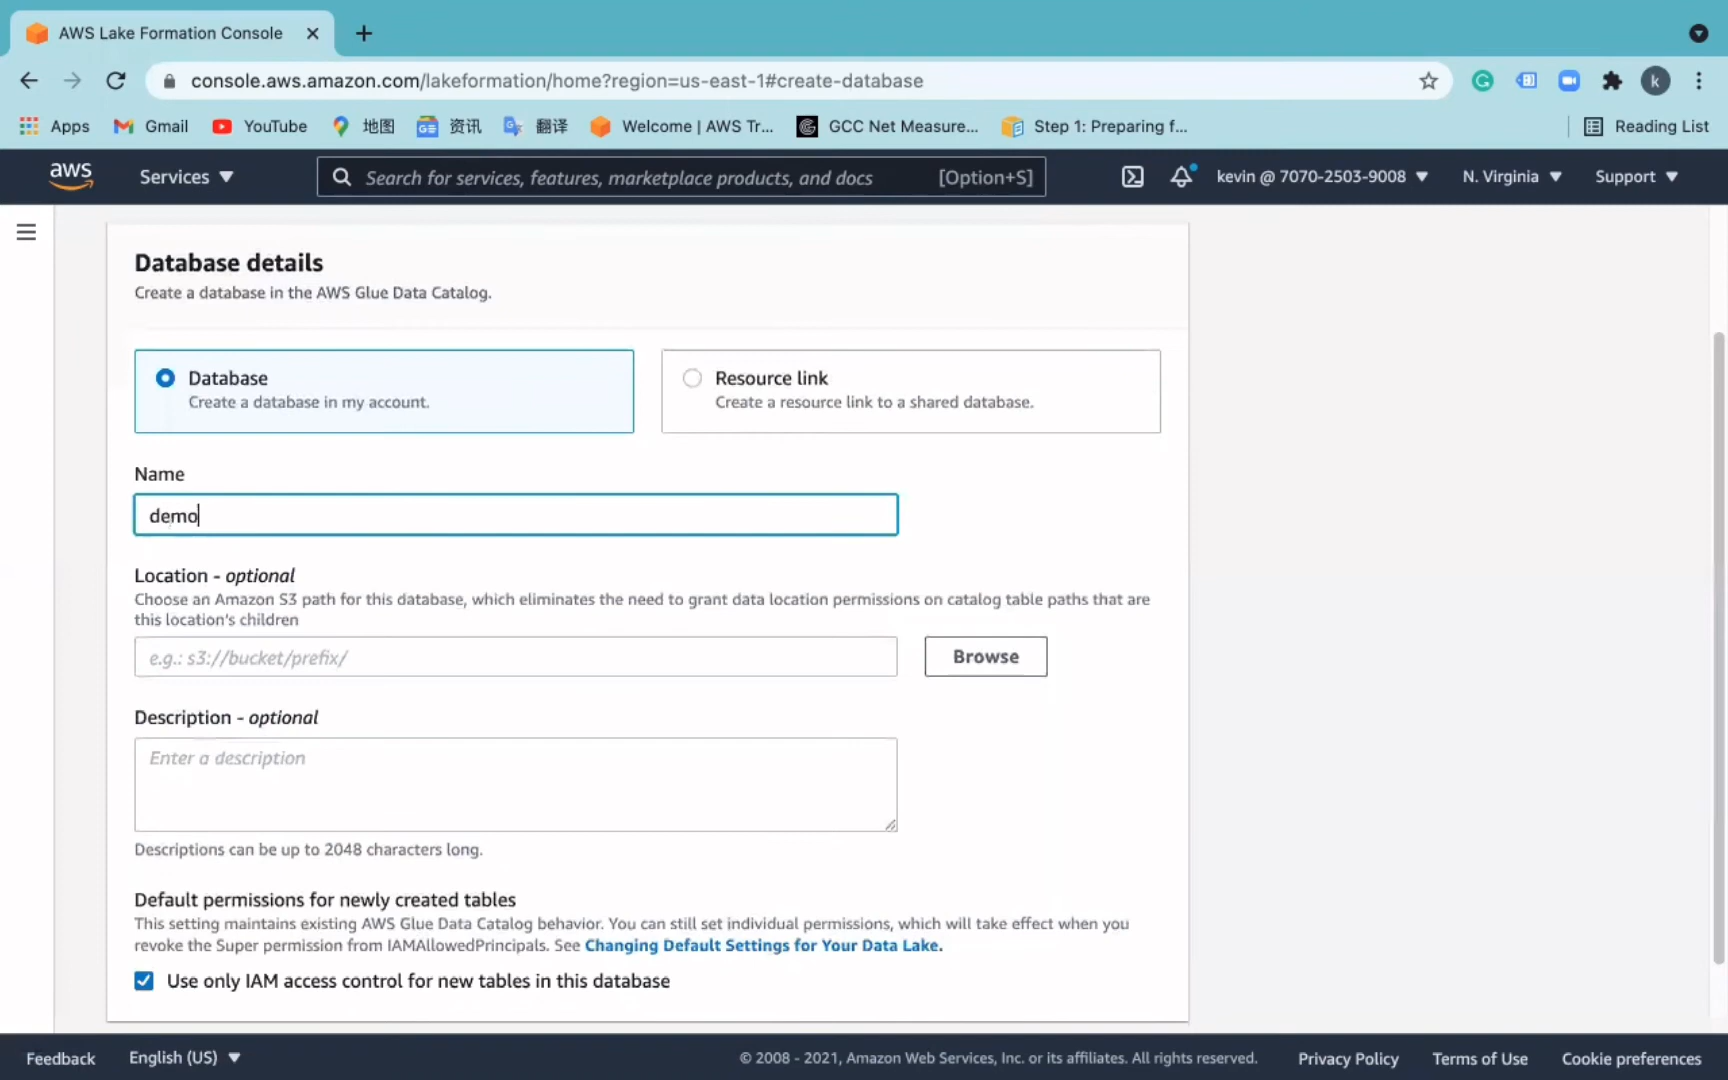 AWS Lake Formation Console
console.aws.amazon.com/lakeformation/home?region=us-east-1#create-database
k
Apps Gmail YouTube 地图 资讯 翻译 Welcome | AWS Tr... GCC Net Measure... Step 1: Preparing f... Reading List
aws Services Search for services, features, marketplace products, and docs [Option+S] kevin @ 7070-2503-9008 N. Virginia Support
Database details
Create a database in the AWS Glue Data Catalog.
Database
Create a database in my account.
Resource link
Create a resource link to a shared database.
Name
demo
Location - optional
Choose an Amazon S3 path for this database, which eliminates the need to grant data location permissions on catalog table paths that are
this location's children
e.g.: s3://bucket/prefix/
Browse
Description - optional
Enter a description
Descriptions can be up to 2048 characters long.
Default permissions for newly created tables
This setting maintains existing AWS Glue Data Catalog behavior. You can still set individual permissions, which will take effect when you
revoke the Super permission from IAMAllowedPrincipals. See Changing Default Settings for Your Data Lake.
Use only IAM access control for new tables in this database
Feedback English (US) © 2008 - 2021, Amazon Web Services, Inc. or its affiliates. All rights reserved. Privacy Policy Terms of Use Cookie preferences